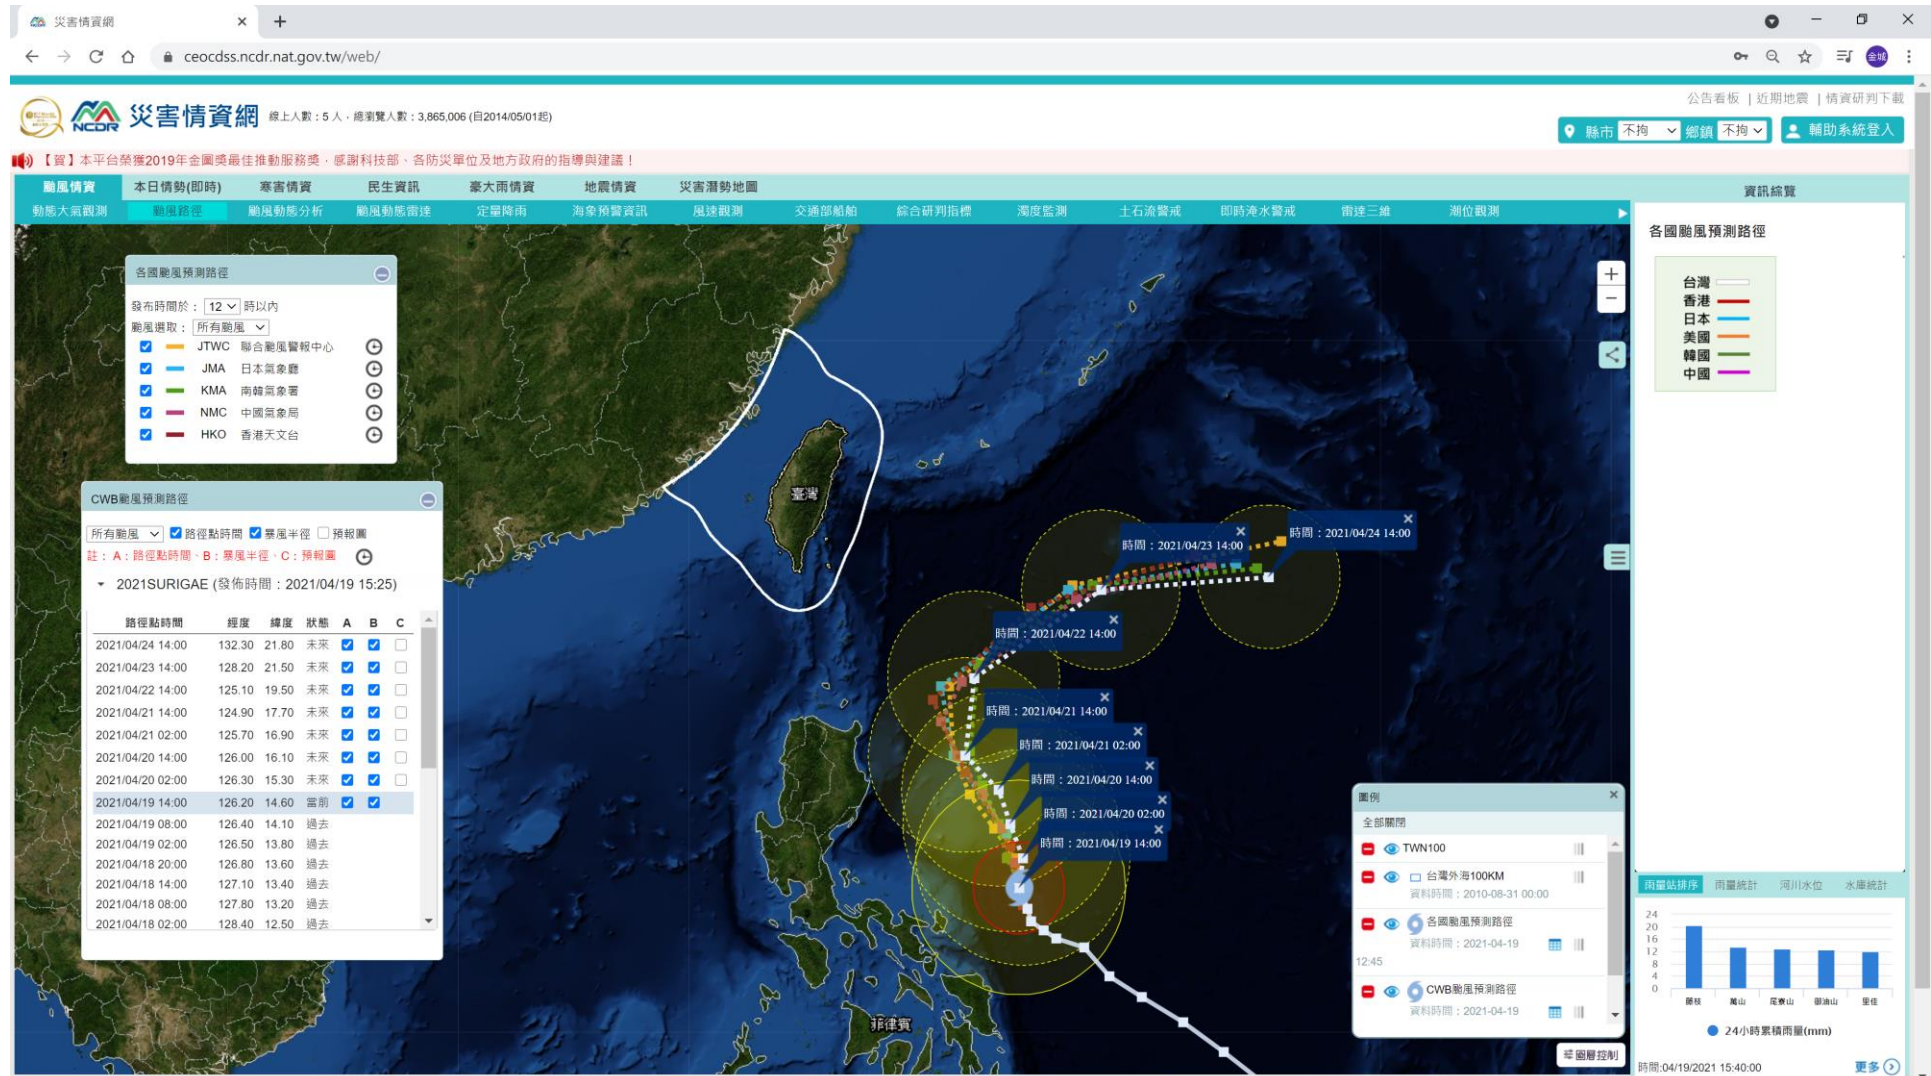 災害情資網
ceocdss.ncdr.nat.gov.tw/web/
金城
公告看板 | 近期地震 | 情資研判下載
NCDR 災害情資網 線上人數：5 人，總瀏覽人數：3,865,006 (自2014/05/01起)
縣市 不拘 鄉鎮 不拘 輔助系統登入
【賀】本平台榮獲2019年金圖獎最佳推動服務獎，感謝科技部、各防災單位及地方政府的指導與建議！
颱風情資 本日情勢(即時) 寒害情資 民生資訊 豪大雨情資 地震情資 災害潛勢地圖
動態大氣觀測 颱風路徑 颱風動態分析 颱風動態雷達 定量降雨 海象預警資訊 風速觀測 交通部船舶 綜合研判指標 濁度監測 土石流警戒 即時淹水警戒 雷達三維 潮位觀測
資訊綜覽
各國颱風預測路徑
台灣
香港
日本
美國
韓國
中國
各國颱風預測路徑
發布時間於： 12 時以內
颱風選取： 所有颱風
JTWC 聯合颱風警報中心
JMA 日本氣象廳
KMA 南韓氣象署
NMC 中國氣象局
HKO 香港天文台
CWB颱風預測路徑
所有颱風 路徑點時間 暴風半徑 預報圖
註： A：路徑點時間、B：暴風半徑、C：預報圖
2021SURIGAE (發佈時間：2021/04/19 15:25)
路徑點時間 經度 緯度 狀態 A B C
2021/04/24 14:00 132.30 21.80 未來
2021/04/23 14:00 128.20 21.50 未來
2021/04/22 14:00 125.10 19.50 未來
2021/04/21 14:00 124.90 17.70 未來
2021/04/21 02:00 125.70 16.90 未來
2021/04/20 14:00 126.00 16.10 未來
2021/04/20 02:00 126.30 15.30 未來
2021/04/19 14:00 126.20 14.60 當前
2021/04/19 08:00 126.40 14.10 過去
2021/04/19 02:00 126.50 13.80 過去
2021/04/18 20:00 126.80 13.60 過去
2021/04/18 14:00 127.10 13.40 過去
2021/04/18 08:00 127.80 13.20 過去
2021/04/18 02:00 128.40 12.50 過去
臺灣
菲律賓
時間：2021/04/24 14:00
時間：2021/04/23 14:00
時間：2021/04/22 14:00
時間：2021/04/21 14:00
時間：2021/04/21 02:00
時間：2021/04/20 14:00
時間：2021/04/20 02:00
時間：2021/04/19 14:00
圖例
全部關閉
TWN100
台灣外海100KM
資料時間：2010-08-31 00:00
各國颱風預測路徑
資料時間：2021-04-19
12:45
CWB颱風預測路徑
資料時間：2021-04-19
圖層控制
雨量站排序 雨量統計 河川水位 水庫統計
24
20
16
12
8
4
0
藤枝 萬山 尾寮山 御油山 里佳
24小時累積雨量(mm)
時間:04/19/2021 15:40:00 更多